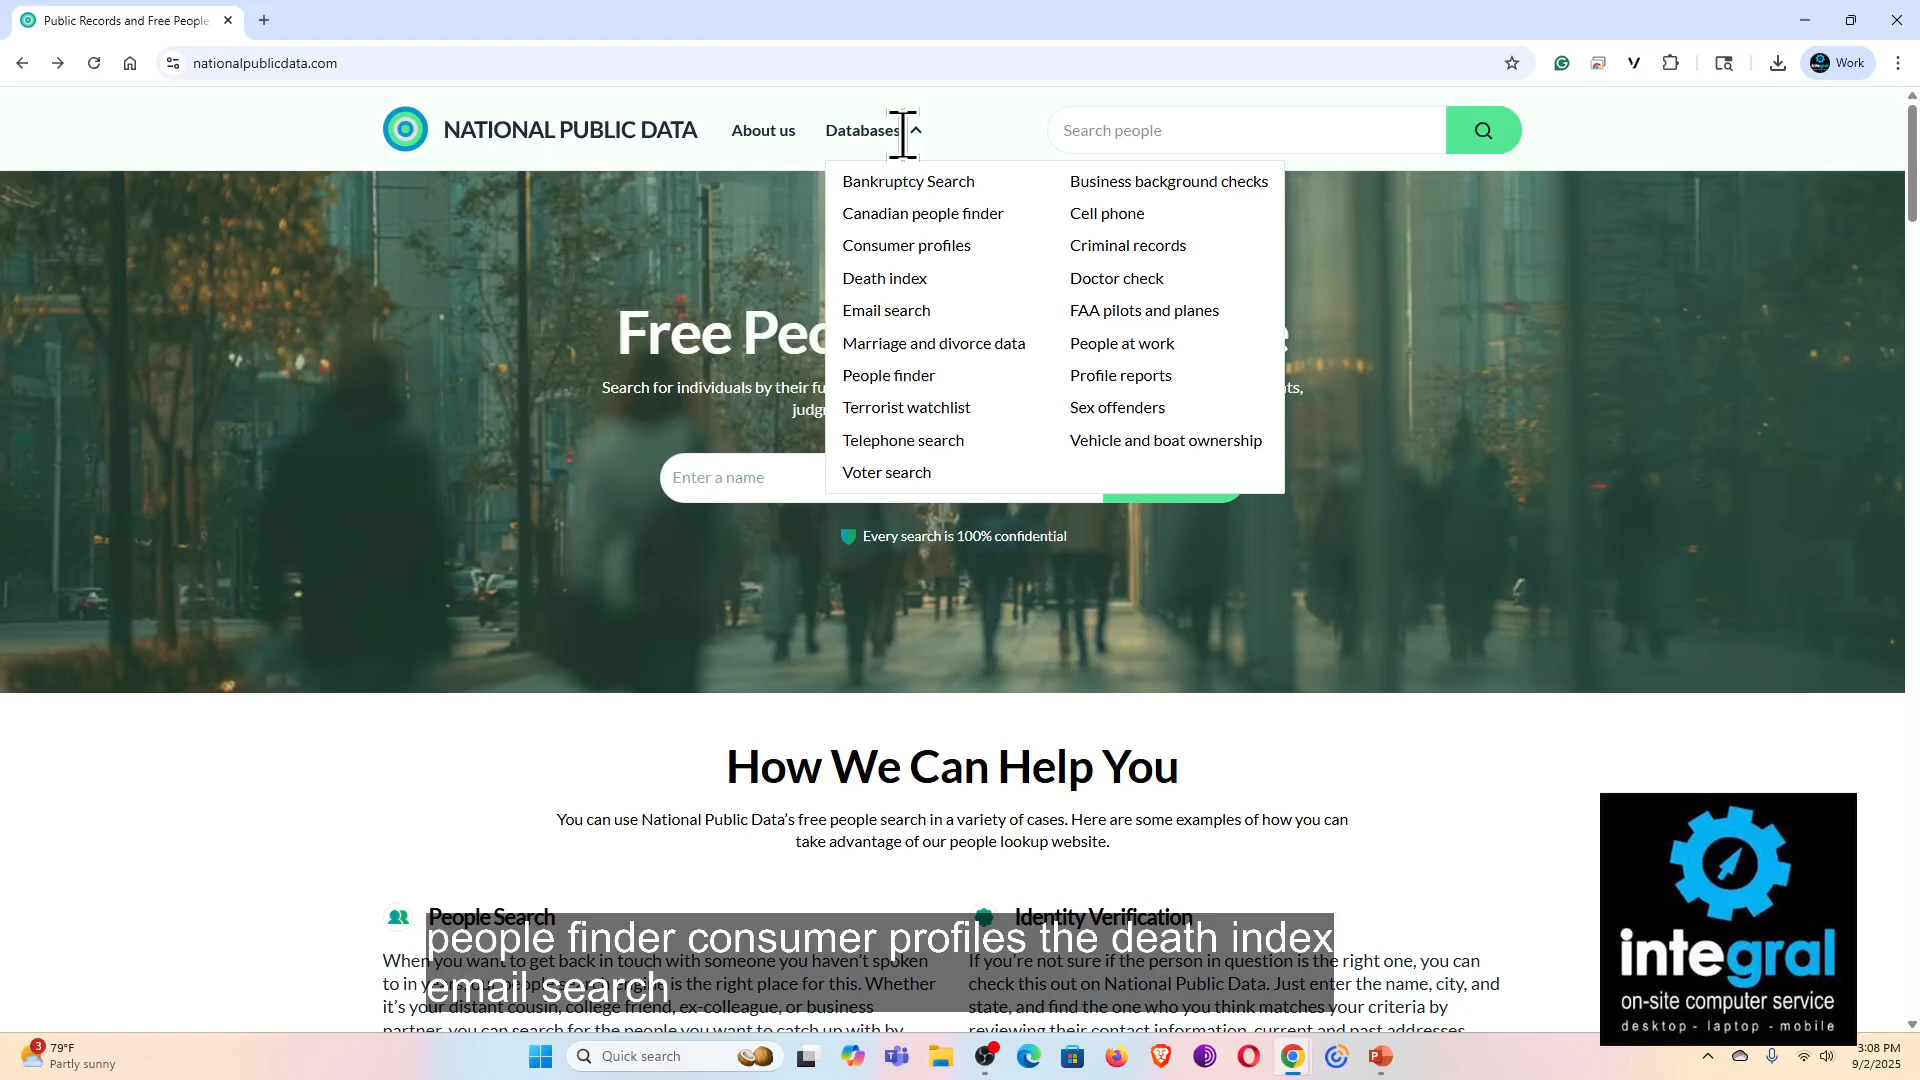 Public Records and Free People
nationalpublicdata.com
Work
NATIONAL PUBLIC DATA
About us
Databases
Search people
Bankruptcy Search
Business background checks
Canadian people finder
Cell phone
Consumer profiles
Criminal records
Death index
Doctor check
Email search
FAA pilots and planes
Marriage and divorce data
People at work
People finder
Profile reports
Terrorist watchlist
Sex offenders
Telephone search
Vehicle and boat ownership
Voter search
Free
Search for individuals by their
Enter a name
Every search is 100% confidential
How We Can Help You
You can use National Public Data's free people search in a variety of cases. Here are some examples of how you can
take advantage of our people lookup website.
People Search
Identity Verification
When you want to get back in touch with someone you haven't spoken
to in years, our people search engine is the right place for this. Whether
it's your distant cousin, college friend, ex-colleague, or business
partner, you can search for the people you want to catch up with by
If you're not sure if the person in question is the right one, you can
check this out on National Public Data. Just enter the name, city, and
state, and find the one who you think matches your criteria by
reviewing their contact information, current and past addresses,
people finder consumer profiles the death index
email search
integral
on-site computer service
desktop - laptop - mobile
3
79°F
Partly sunny
Quick search
3:08 PM
9/2/2025